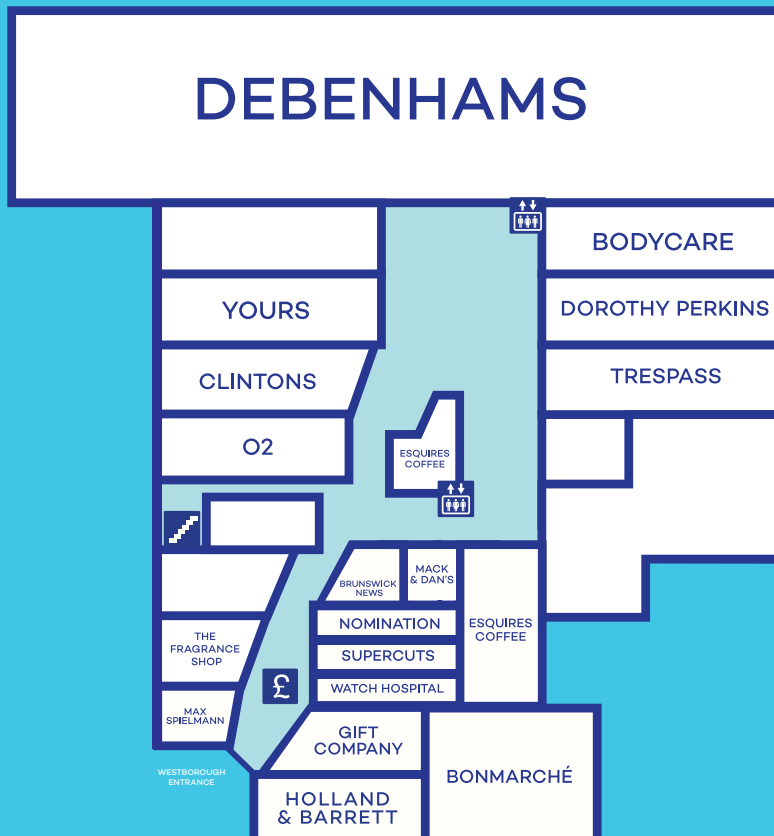 DEBENHAMS
BODYCARE
YOURS
DOROTHY PERKINS
CLINTONS
TRESPASS
O2
ESQUIRES
COFFEE
BRUNSWICK
NEWS
MACK
& DAN'S
NOMINATION
ESQUIRES
COFFEE
THE
FRAGRANCE
SHOP
SUPERCUTS
£
WATCH HOSPITAL
MAX
SPIELMANN
GIFT
COMPANY
WESTBOROUGH
ENTRANCE
BONMARCHÉ
HOLLAND
& BARRETT